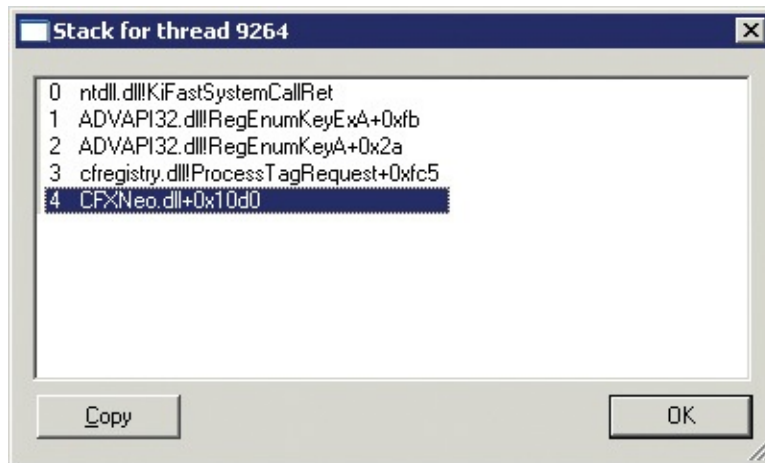 Stack for thread 9264
0 ntdll.dll!KiFastSystemCallRet
1 ADVAPI32.dll!RegEnumKeyExA+0xfb
2 ADVAPI32.dll!RegEnumKeyA+0x2a
3 cfregistry.dll!ProcessTagRequest+0xfc5
4 CFXNeo.dll+0x10d0
Copy
OK